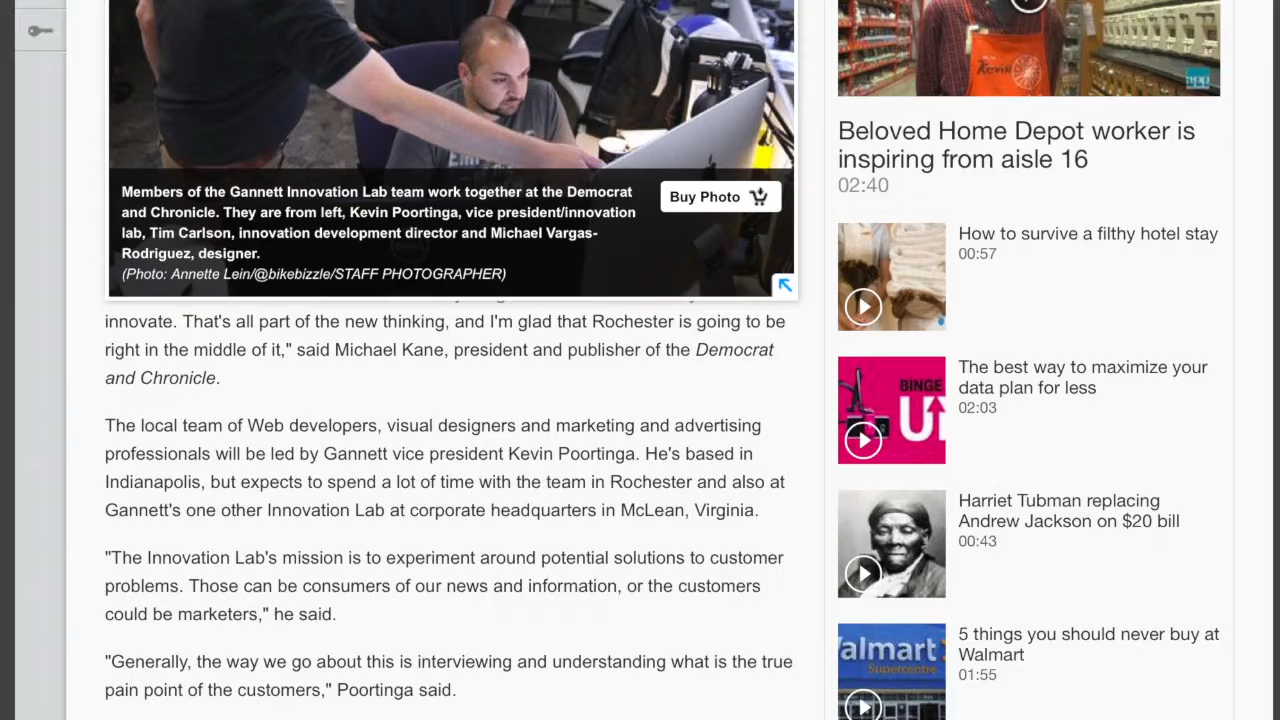 Members of the Gannett Innovation Lab team work together at the Democrat
and Chronicle. They are from left, Kevin Poortinga, vice president/innovation
lab, Tim Carlson, innovation development director and Michael Vargas-
Rodriguez, designer.
(Photo: Annette Lein/@bikebizzle/STAFF PHOTOGRAPHER)
Buy Photo
innovate. That's all part of the new thinking, and I'm glad that Rochester is going to be
right in the middle of it," said Michael Kane, president and publisher of the Democrat
and Chronicle.
The local team of Web developers, visual designers and marketing and advertising
professionals will be led by Gannett vice president Kevin Poortinga. He's based in
Indianapolis, but expects to spend a lot of time with the team in Rochester and also at
Gannett's one other Innovation Lab at corporate headquarters in McLean, Virginia.
"The Innovation Lab's mission is to experiment around potential solutions to customer
problems. Those can be consumers of our news and information, or the customers
could be marketers," he said.
"Generally, the way we go about this is interviewing and understanding what is the true
pain point of the customers," Poortinga said.
Kevin
Beloved Home Depot worker is
inspiring from aisle 16
02:40
How to survive a filthy hotel stay
00:57
BINGE
The best way to maximize your
data plan for less
02:03
Harriet Tubman replacing
Andrew Jackson on $20 bill
00:43
Walmart
Supercentre
5 things you should never buy at
Walmart
01:55